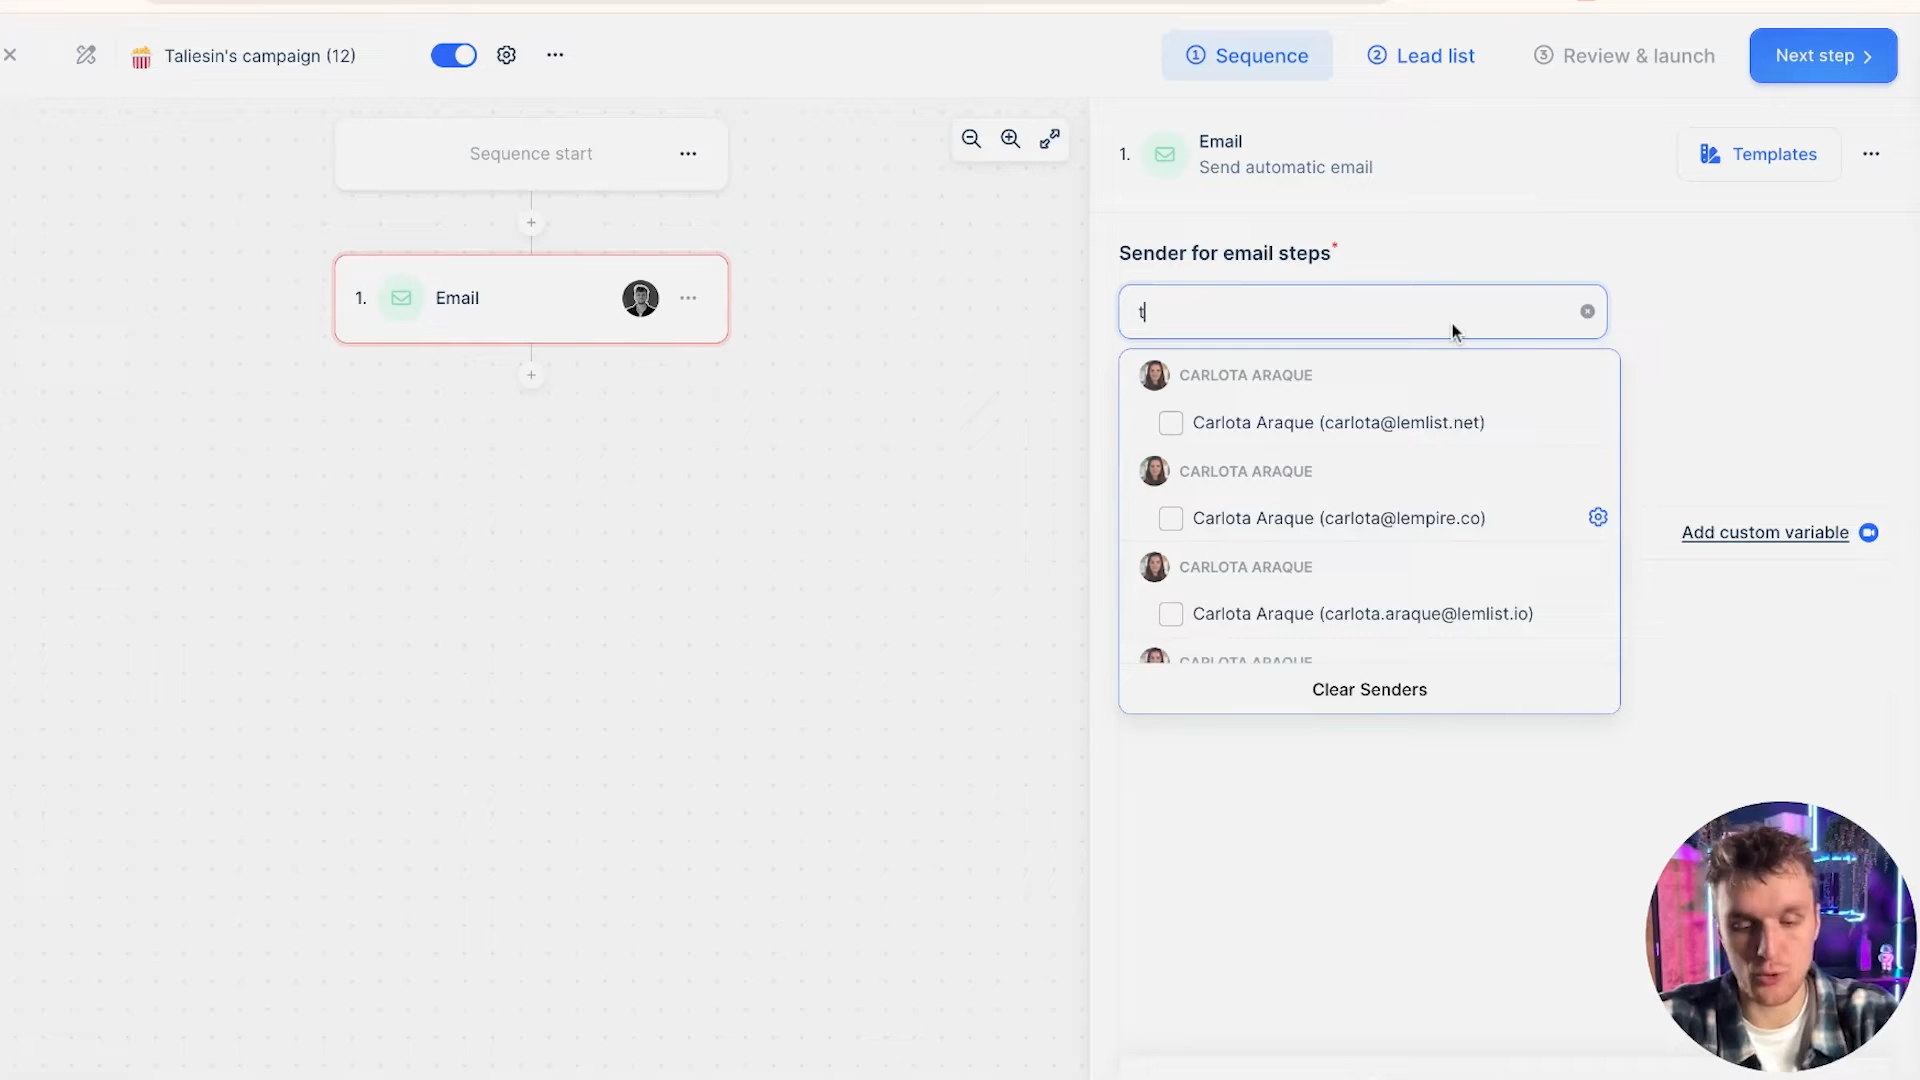 Taliesin's campaign (12)
1 Sequence
2 Lead list
3 Review & launch
Next step
Sequence start
1. Email
1. Email
Send automatic email
Templates
Sender for email steps*
t
CARLOTA ARAQUE
Carlota Araque (carlota@lemlist.net)
CARLOTA ARAQUE
Carlota Araque (carlota@lempire.co)
Add custom variable
CARLOTA ARAQUE
Carlota Araque (carlota.araque@lemlist.io)
CARLOTA ARAQUE
Clear Senders